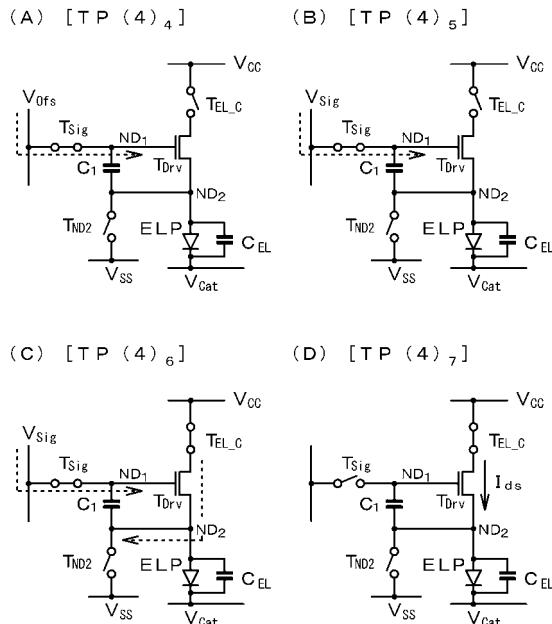 (A) [TP (4)4]
VCC
VOfs
TEL_C
TSig
ND1
C1
TDrv
ND2
TND2
ELP
CEL
VSS
VCat
(B) [TP (4)5]
VCC
VSig
TEL_C
TSig
ND1
C1
TDrv
ND2
TND2
ELP
CEL
VSS
VCat
(C) [TP (4)6]
VCC
VSig
TEL_C
TSig
ND1
C1
TDrv
ND2
TND2
ELP
CEL
VSS
VCat
(D) [TP (4)7]
VCC
TEL_C
TSig
ND1
Ids
C1
TDrv
ND2
TND2
ELP
CEL
VSS
VCat